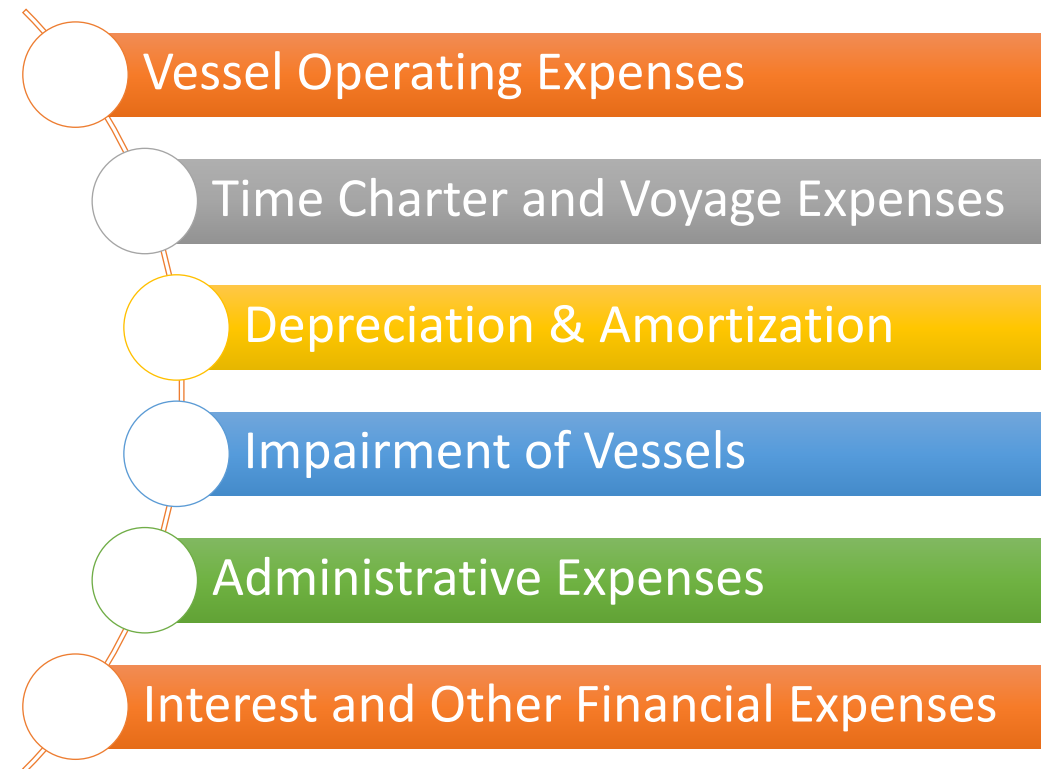 Vessel Operating Expenses
Time Charter and Voyage Expenses
Depreciation & Amortization
Impairment of Vessels
Administrative Expenses
Interest and Other Financial Expenses